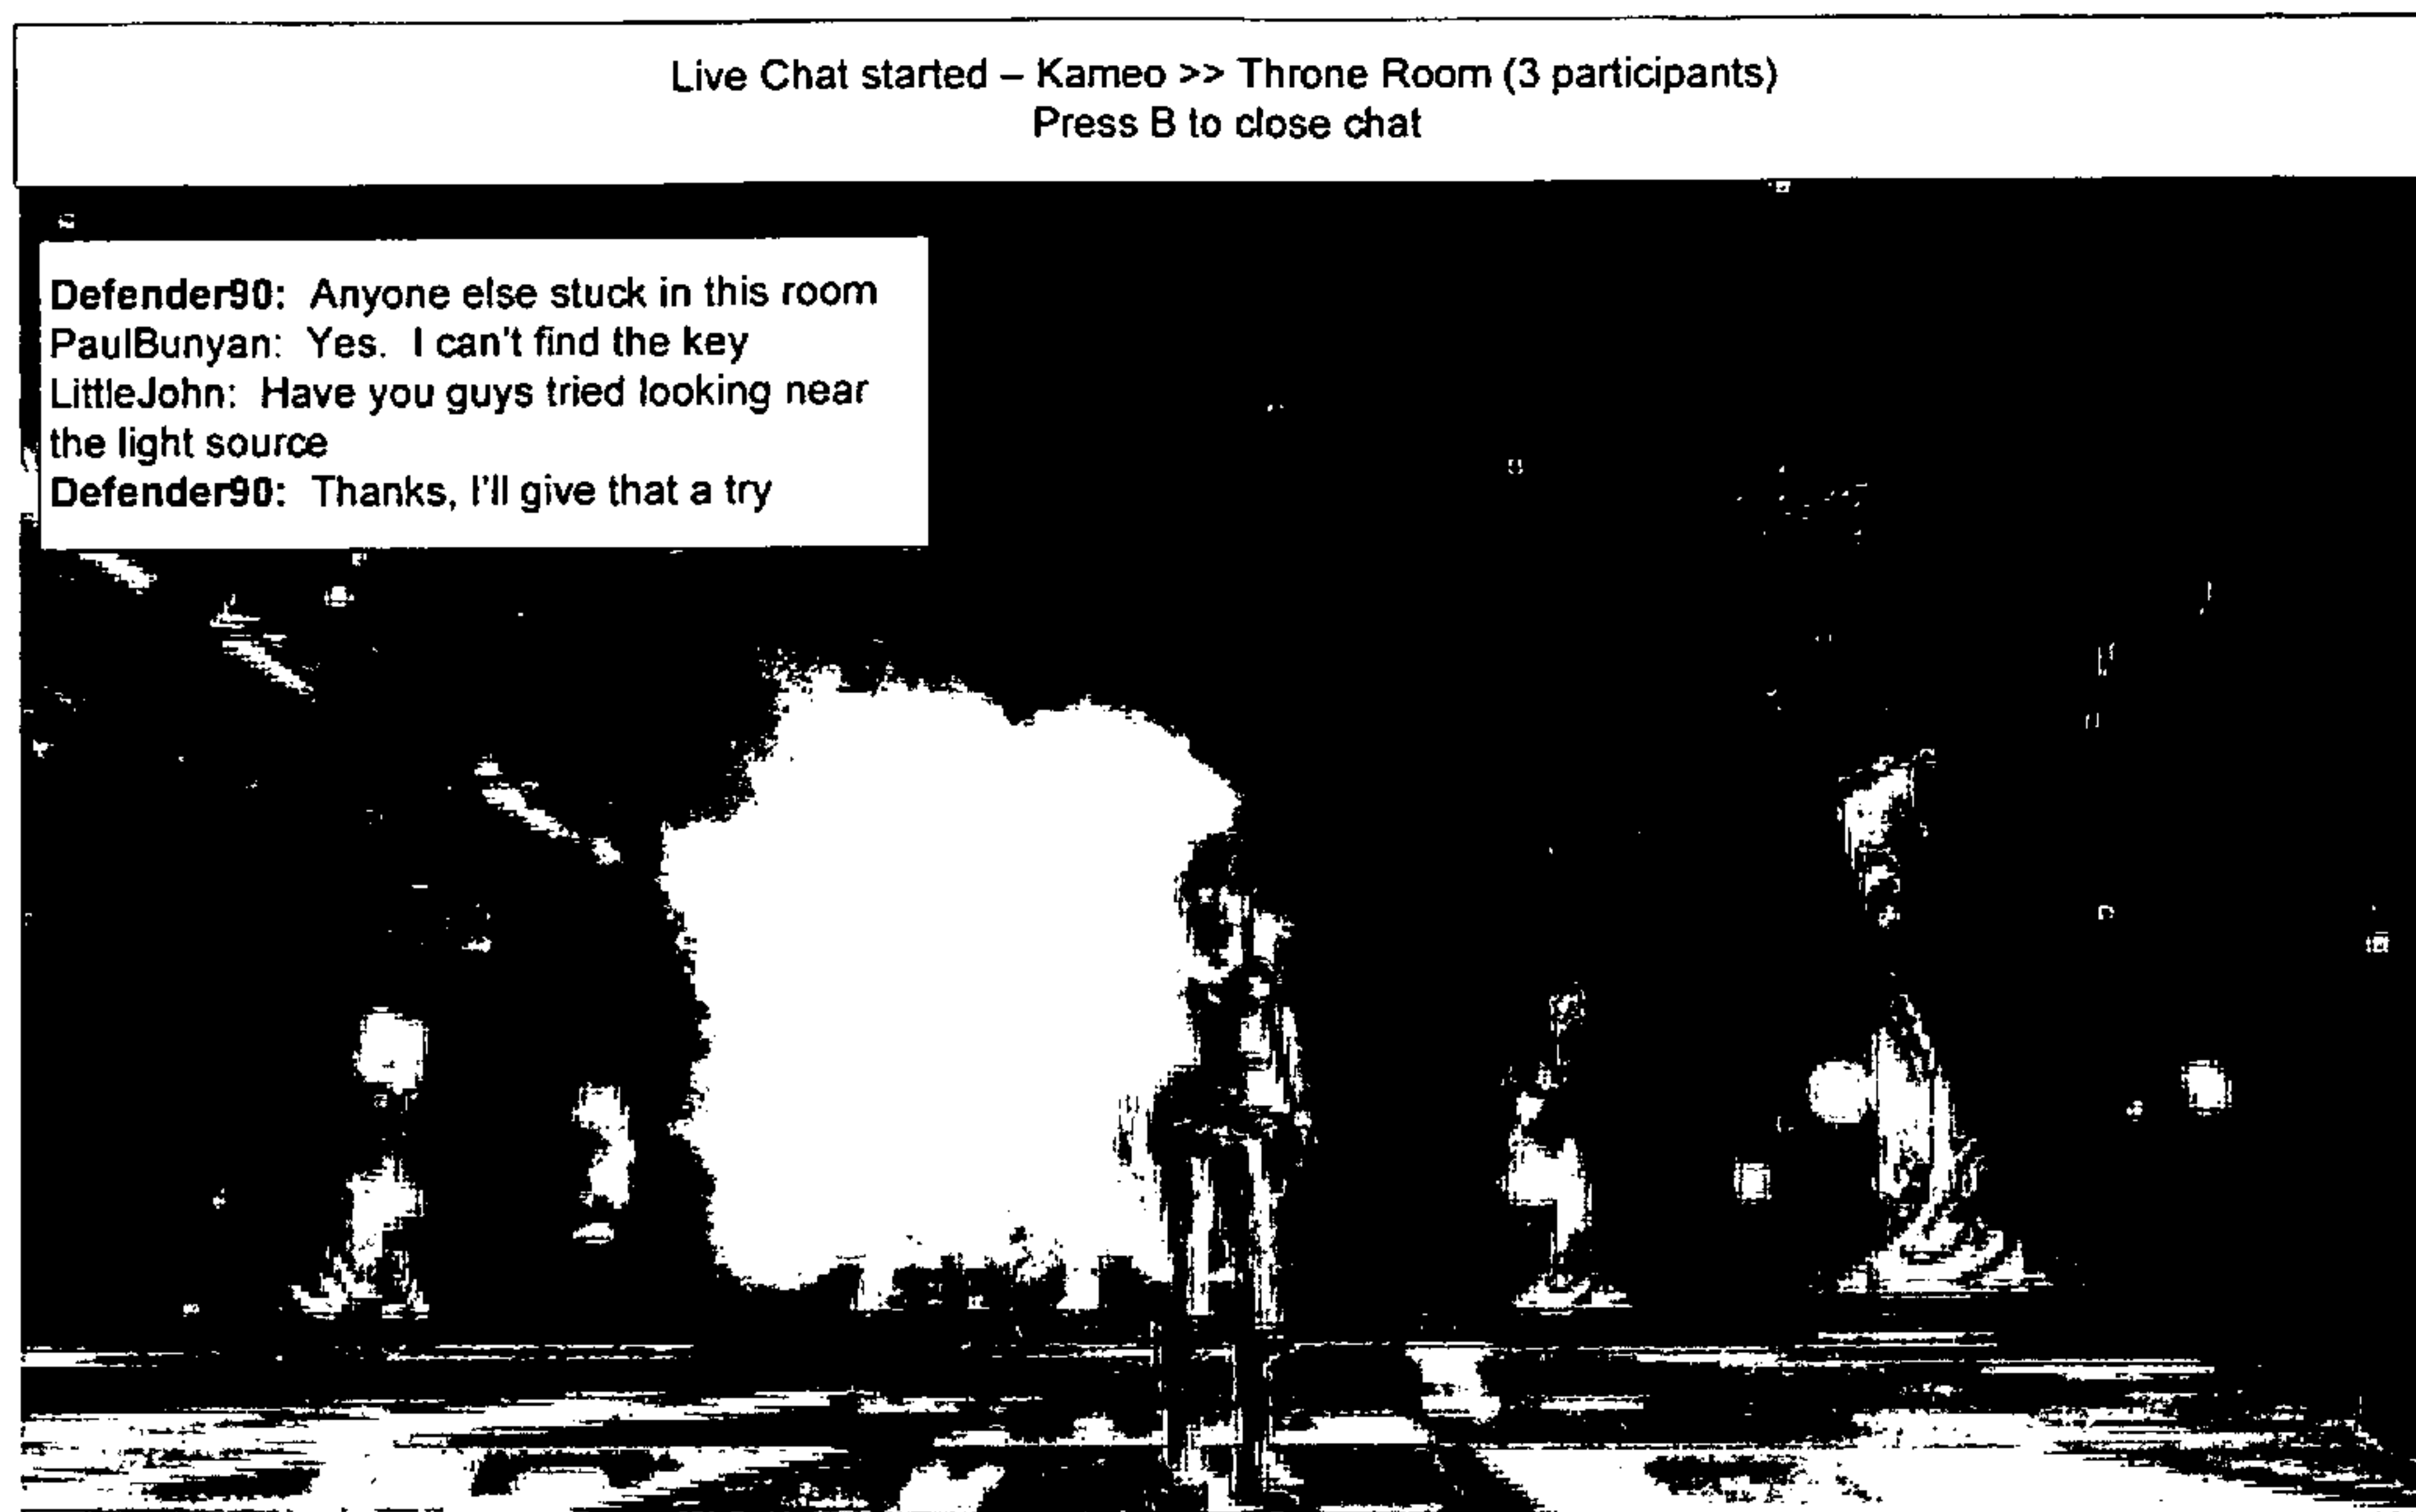 Live Chat started – Kameo >> Throne Room (3 participants)
Press B to close chat
Defender90:  Anyone else stuck in this room
PaulBunyan:  Yes.  I can't find the key
LittleJohn:  Have you guys tried looking near
the light source
Defender90:  Thanks, I'll give that a try